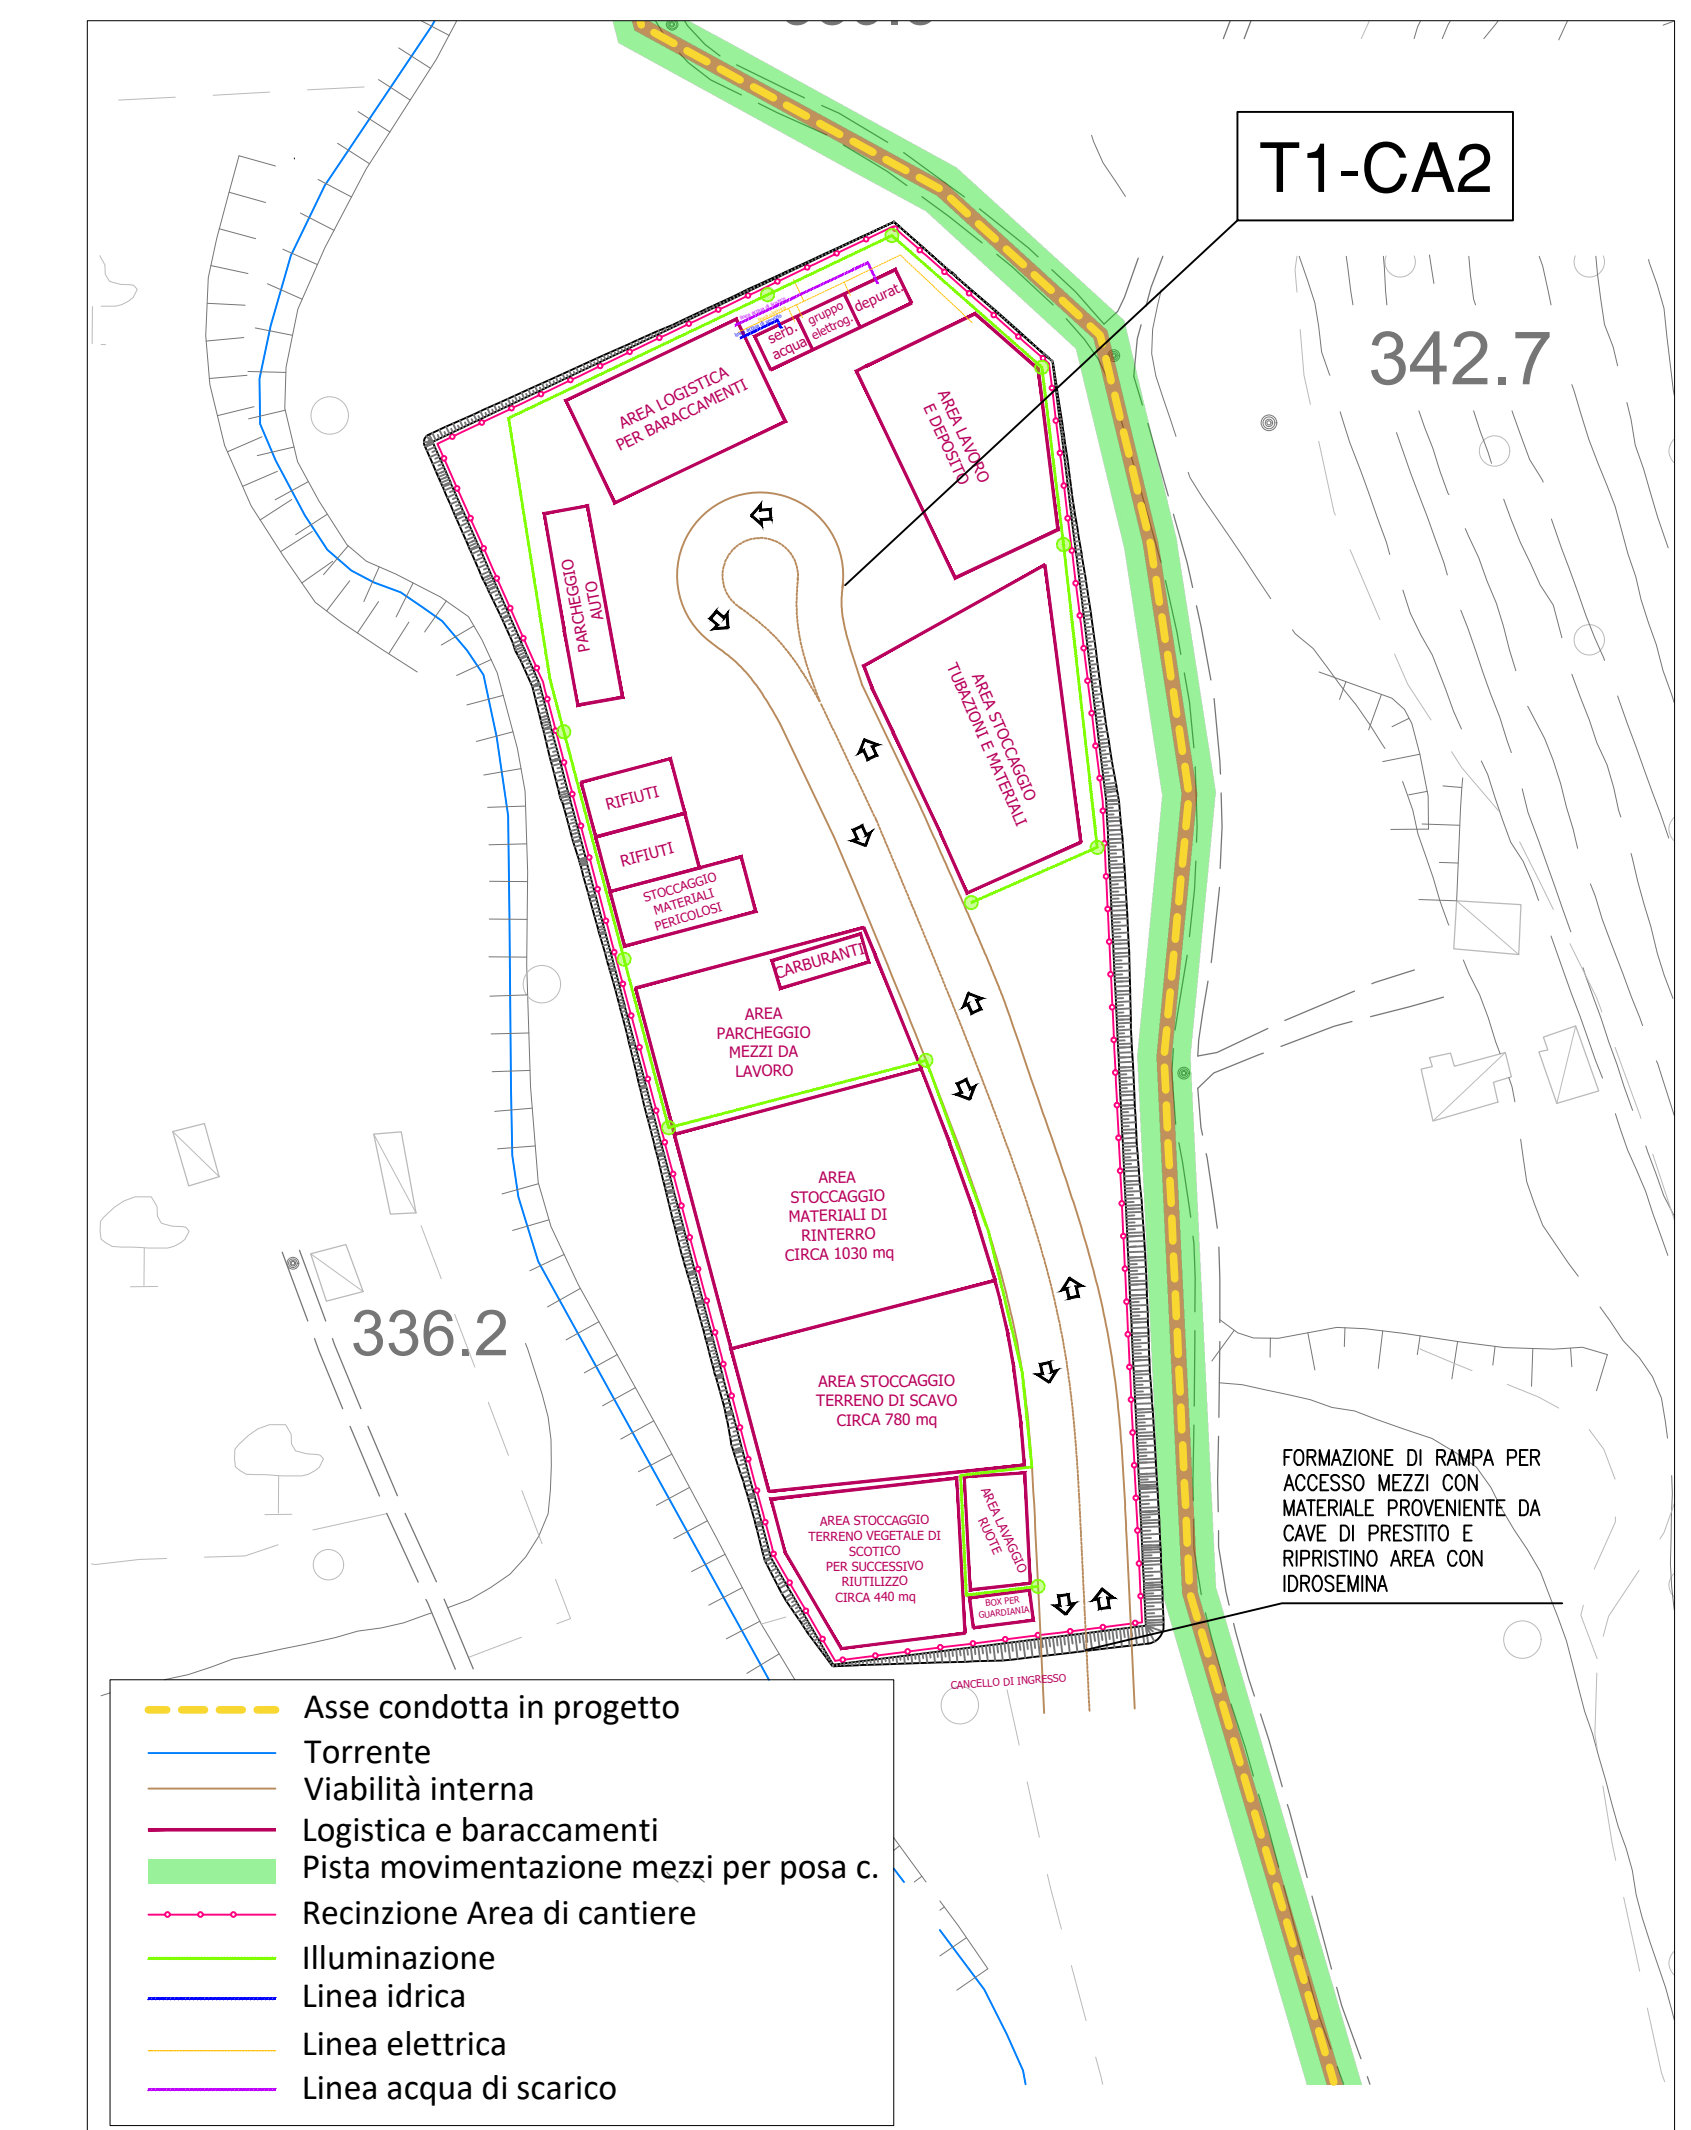 T1-CA2
342.7
depurat.
gruppo
elettrog.
serb.
acqua
AREA LOGISTICA
PER BARACCAMENTI
AREA LAVORO
E DEPOSITO
PARCHEGGIO
AUTO
AREA STOCCAGGIO
TUBAZIONI E MATERIALI
RIFIUTI
RIFIUTI
STOCCAGGIO
MATERIALI
PERICOLOSI
CARBURANTI
AREA
PARCHEGGIO
MEZZI DA
LAVORO
AREA
STOCCAGGIO
MATERIALI DI
RINTERRO
CIRCA 1030 mq
336.2
AREA STOCCAGGIO
TERRENO DI SCAVO
CIRCA 780 mq
AREA STOCCAGGIO
TERRENO VEGETALE DI
SCOTICO
PER SUCCESSIVO
RIUTILIZZO
CIRCA 440 mq
AREA LAVAGGIO
RUOTE
BOX PER
GUARDIANIA
CANCELLO DI INGRESSO
FORMAZIONE DI RAMPA PER
ACCESSO MEZZI CON
MATERIALE PROVENIENTE DA
CAVE DI PRESTITO E
RIPRISTINO AREA CON
IDROSEMINA
Asse condotta in progetto
Torrente
Viabilità interna
Logistica e baraccamenti
Pista movimentazione mezzi per posa c.
Recinzione Area di cantiere
Illuminazione
Linea idrica
Linea elettrica
Linea acqua di scarico